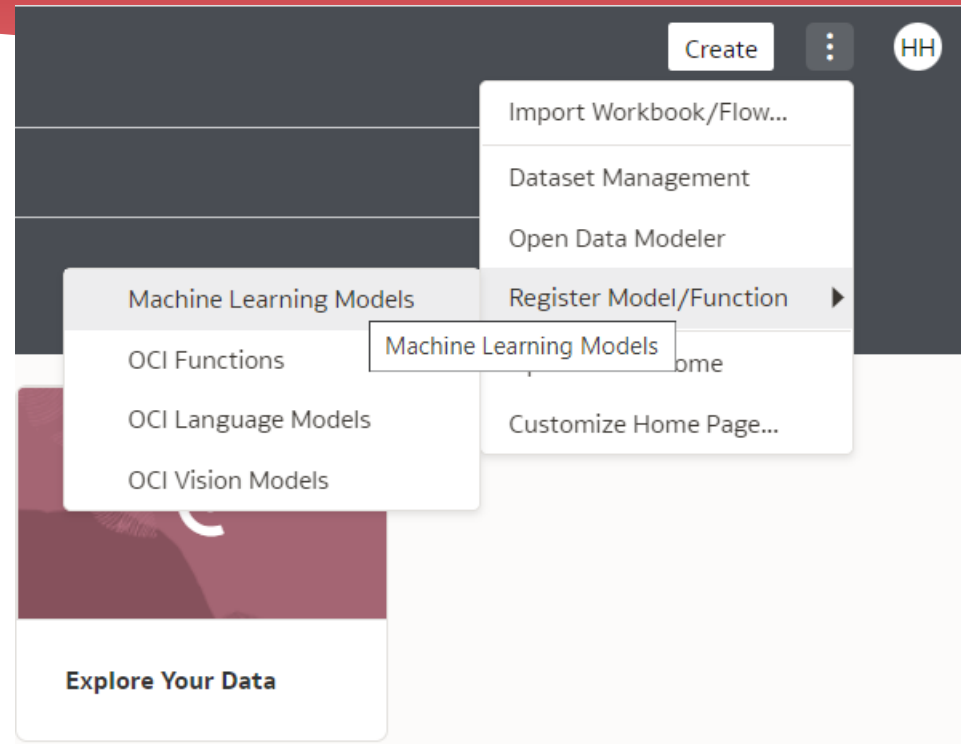 Create
HH
Import Workbook/Flow...
Dataset Management
Open Data Modeler
Register Model/Function
Machine Learning Models
Machine Learning Models
OCI Functions
ome
OCI Language Models
Customize Home Page...
OCI Vision Models
Explore Your Data